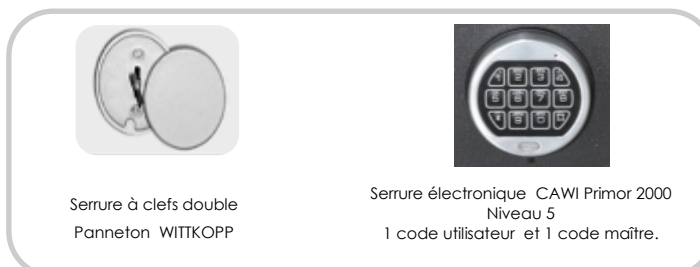 Serrure à clefs double
Panneton WITTKOPP
Serrure électronique CAWI Primor 2000
Niveau 5
1 code utilisateur et 1 code maître.